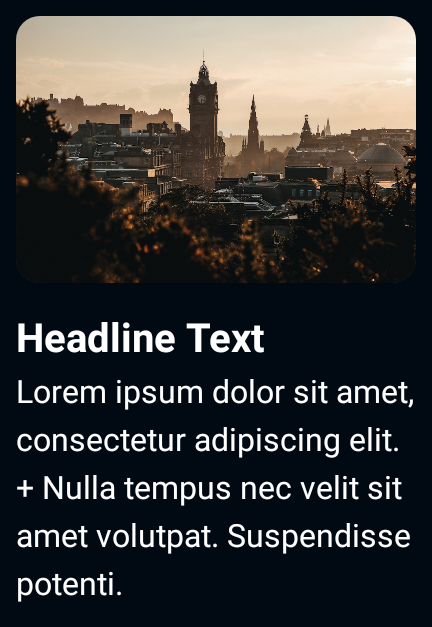 Headline Text
Lorem ipsum dolor sit amet,
consectetur adipiscing elit.
+ Nulla tempus nec velit sit
amet volutpat. Suspendisse
potenti.